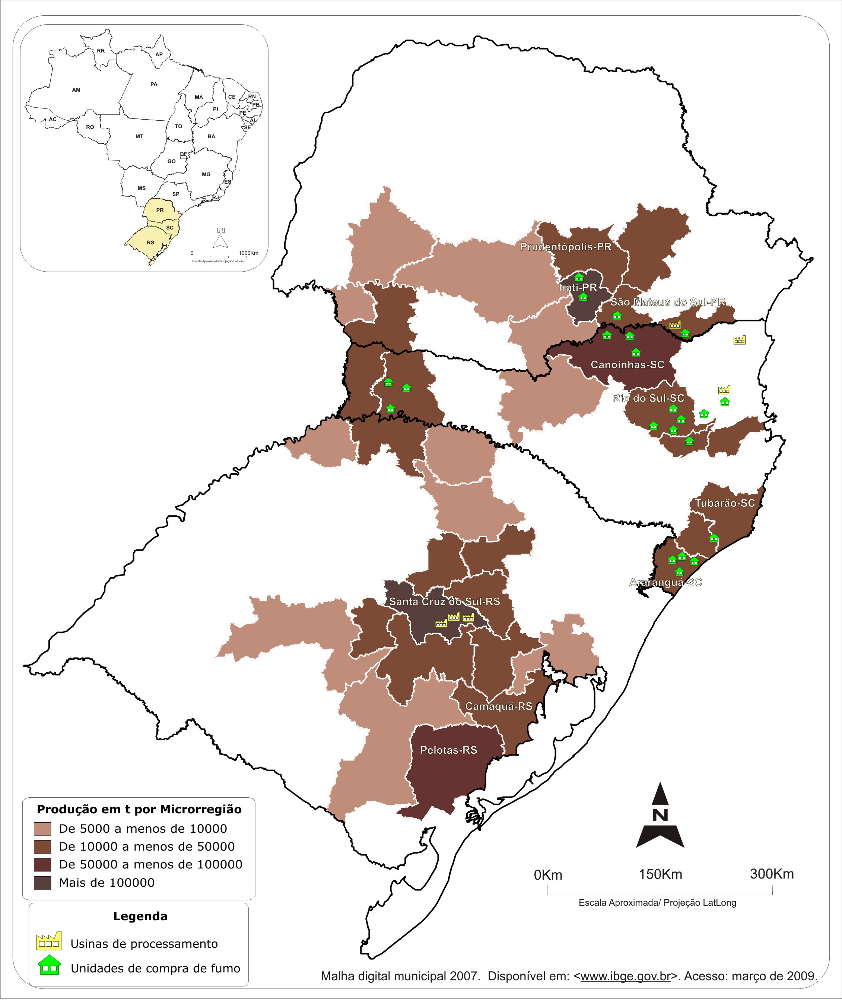 RR
AP
AM
PA
MA
CE
RN
PB
PI
PE
AL
SE
AC
RO
TO
MT
BA
DF
GO
MG
ES
MS
SP
RJ
PR
SC
RS
N
0
1000Km
Escala Aproximada/ Projeção LatLong
Prudentópolis-PR
Irati-PR
São Mateus do Sul-PR
Canoinhas-SC
Rio do Sul-SC
Tubarão-SC
Araranguá-SC
Santa Cruz do Sul-RS
Camaquã-RS
Pelotas-RS
Produção em t por Microrregião
De 5000 a menos de 10000
De 10000 a menos de 50000
De 50000 a menos de 100000
Mais de 100000
Legenda
Usinas de processamento
Unidades de compra de fumo
N
0Km 150Km 300Km
Escala Aproximada/ Projeção LatLong
Malha digital municipal 2007. Disponível em: <www.ibge.gov.br>. Acesso: março de 2009.